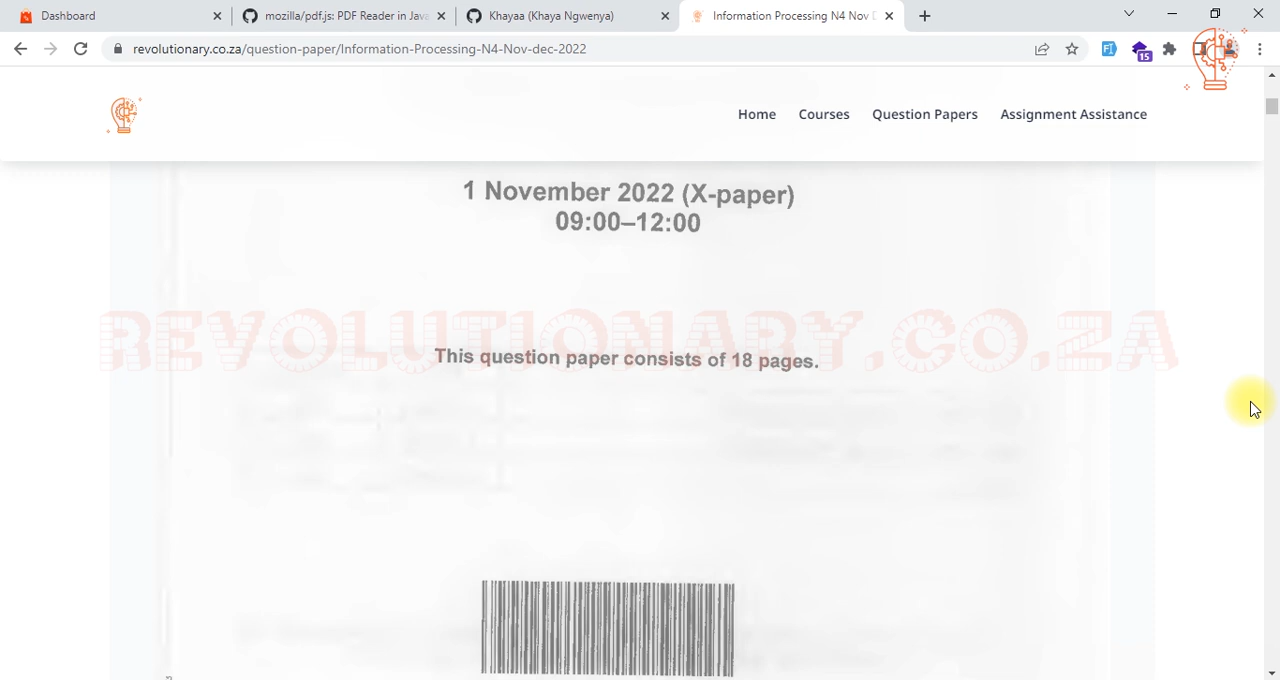 Dashboard
mozilla/pdf.js: PDF Reader in Java
Khayaa (Khaya Ngwenya)
Information Processing N4 Nov D
revolutionary.co.za/question-paper/Information-Processing-N4-Nov-dec-2022
15
Home
Courses
Question Papers
Assignment Assistance
1 November 2022 (X-paper)
09:00–12:00
REVOLUTIONARY.CO.ZA
This question paper consists of 18 pages.